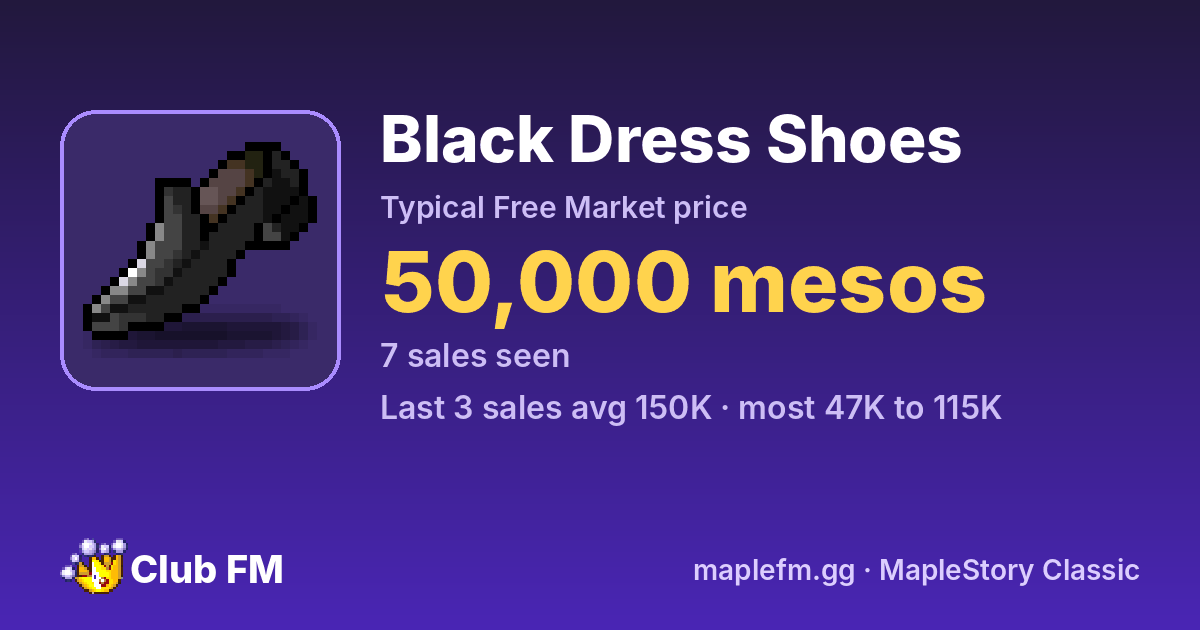 Black Dress Shoes
Typical Free Market price
50,000 mesos
7 sales seen
Last 3 sales avg 150K · most 47K to 115K
Club FM
maplefm.gg · MapleStory Classic